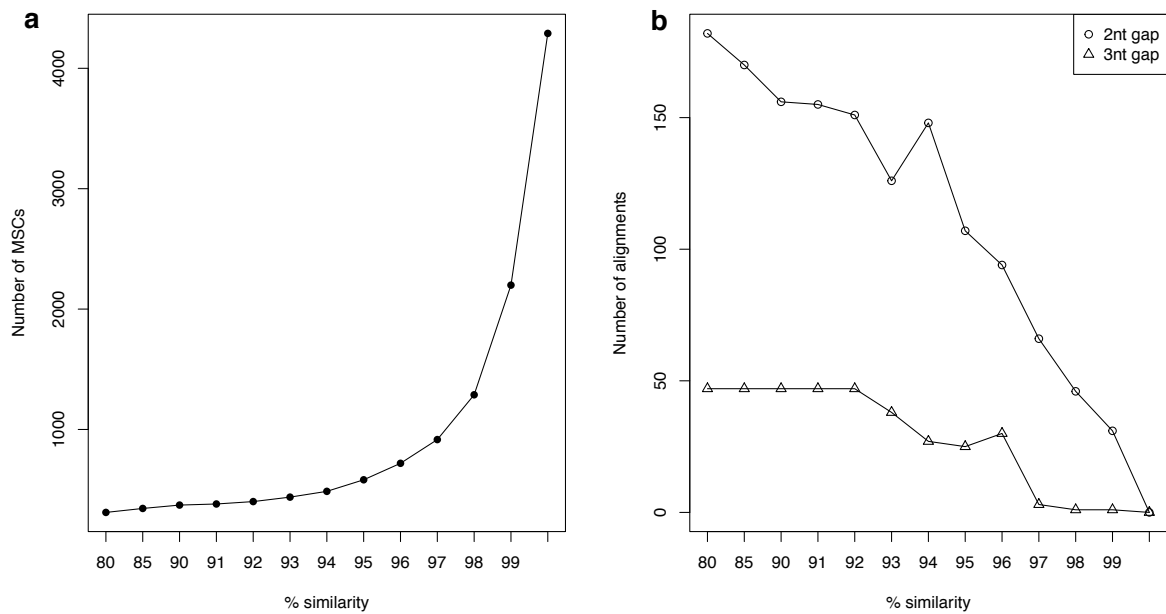 a
Number of MSCs
4000
3000
2000
1000
80 85 90 91 92 93 94 95 96 97 98 99
% similarity
b
2nt gap
3nt gap
Number of alignments
150
100
50
0
80 85 90 91 92 93 94 95 96 97 98 99
% similarity